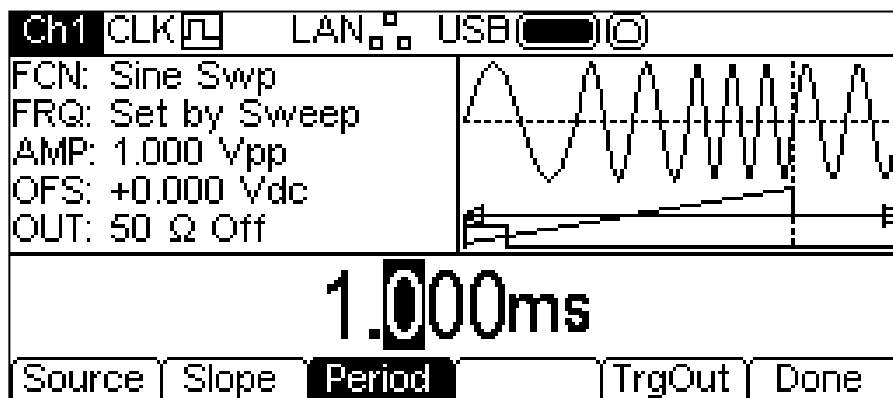 Ch1 CLK LAN USB
FCN: Sine Swp
FRQ: Set by Sweep
AMP: 1.000 Vpp
OFS: +0.000 Vdc
OUT: 50 Ω Off
1.000ms
Source Slope Period TrgOut Done